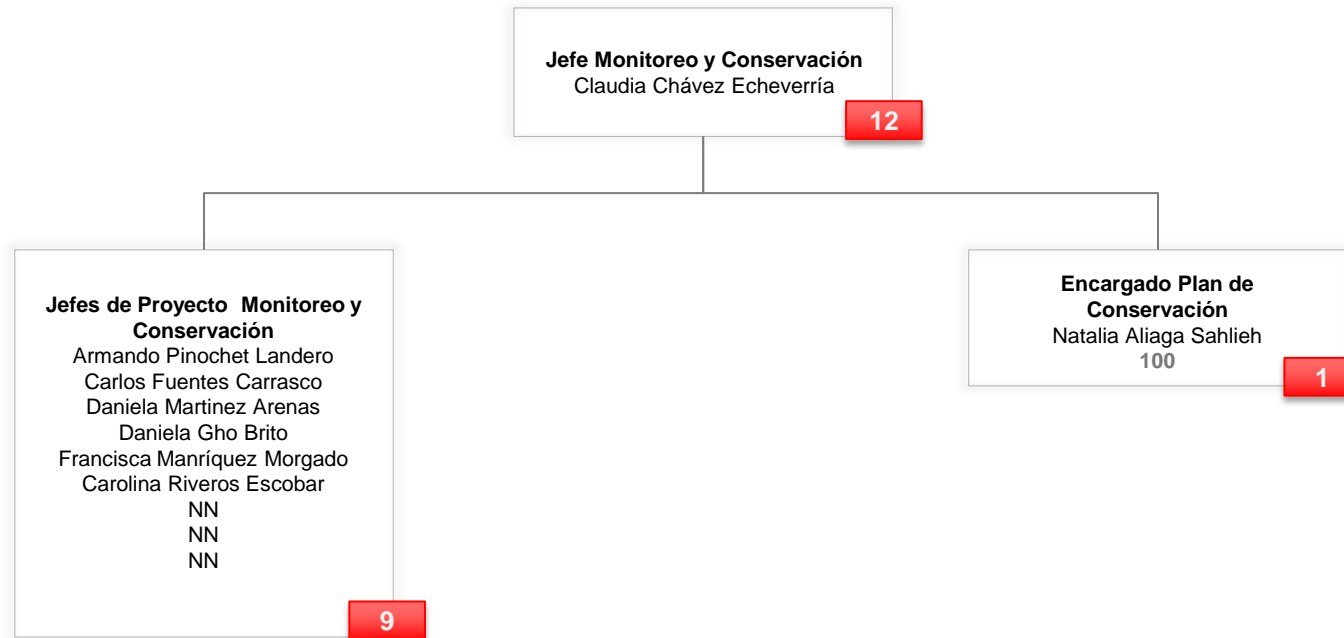 Jefe Monitoreo y Conservación
Claudia Chávez Echeverría
12
Jefes de Proyecto  Monitoreo y
Conservación
Armando Pinochet Landero
Carlos Fuentes Carrasco
Daniela Martinez Arenas
Daniela Gho Brito
Francisca Manríquez Morgado
Carolina Riveros Escobar
NN
NN
NN
9
Encargado Plan de
Conservación
Natalia Aliaga Sahlieh
100
1